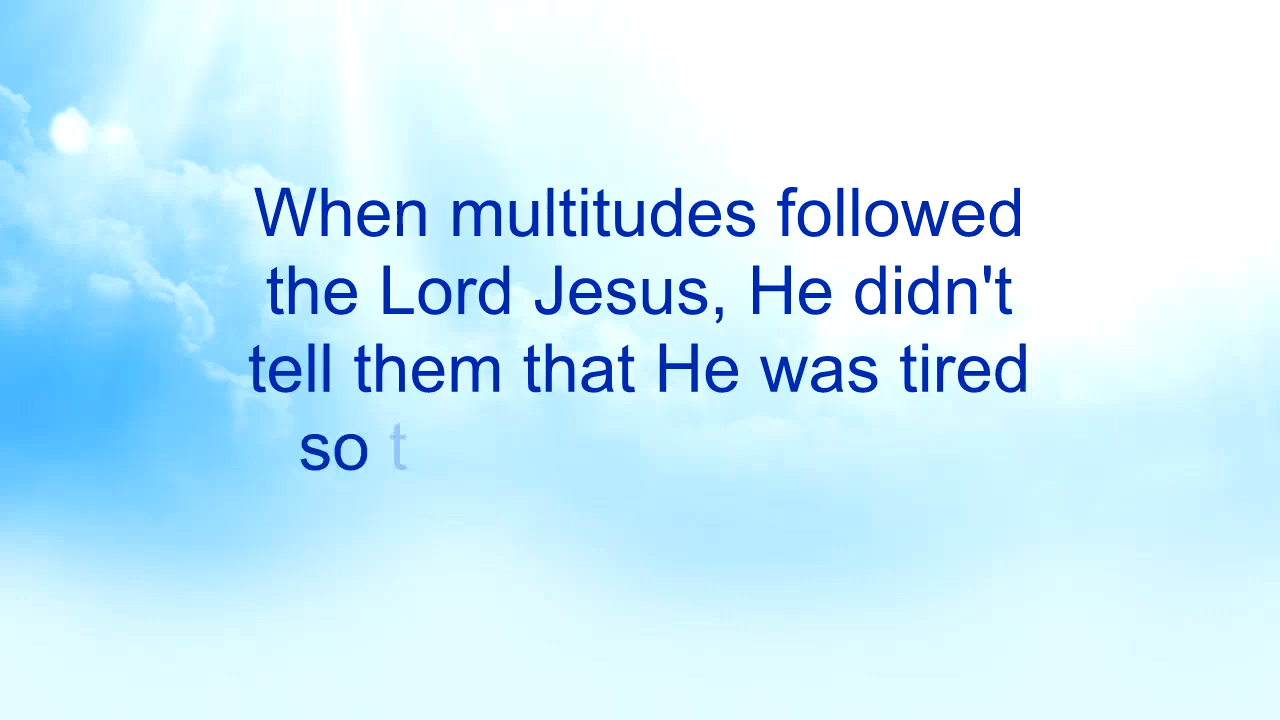 When multitudes followed
the Lord Jesus, He didn't
tell them that He was tired
so t